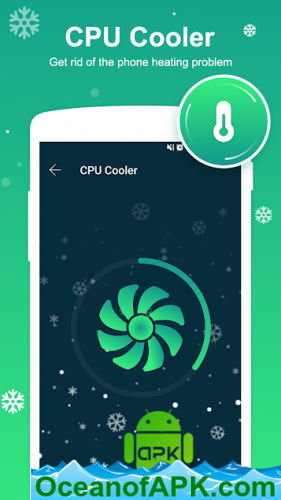 CPU Cooler
Get rid of the phone heating problem
CPU Cooler
APK
OceanofAPK.com